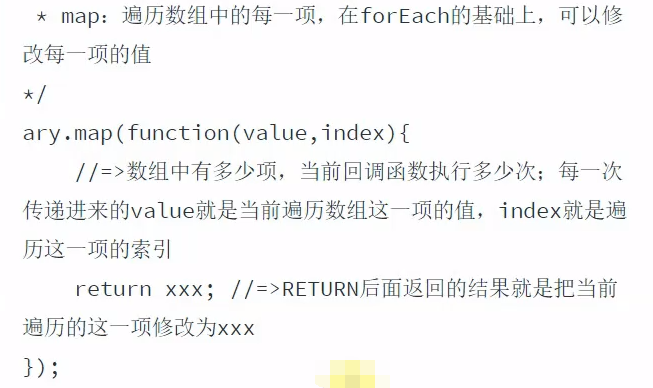 * map：遍历数组中的每一项，在forEach的基础上，可以修
改每一项的值
*/
ary.map(function(value,index){
//=>数组中有多少项，当前回调函数执行多少次；每一次
传递进来的value就是当前遍历数组这一项的值，index就是遍
历这一项的索引
return xxx; //=>RETURN后面返回的结果就是把当前
遍历的这一项修改为xxx
});